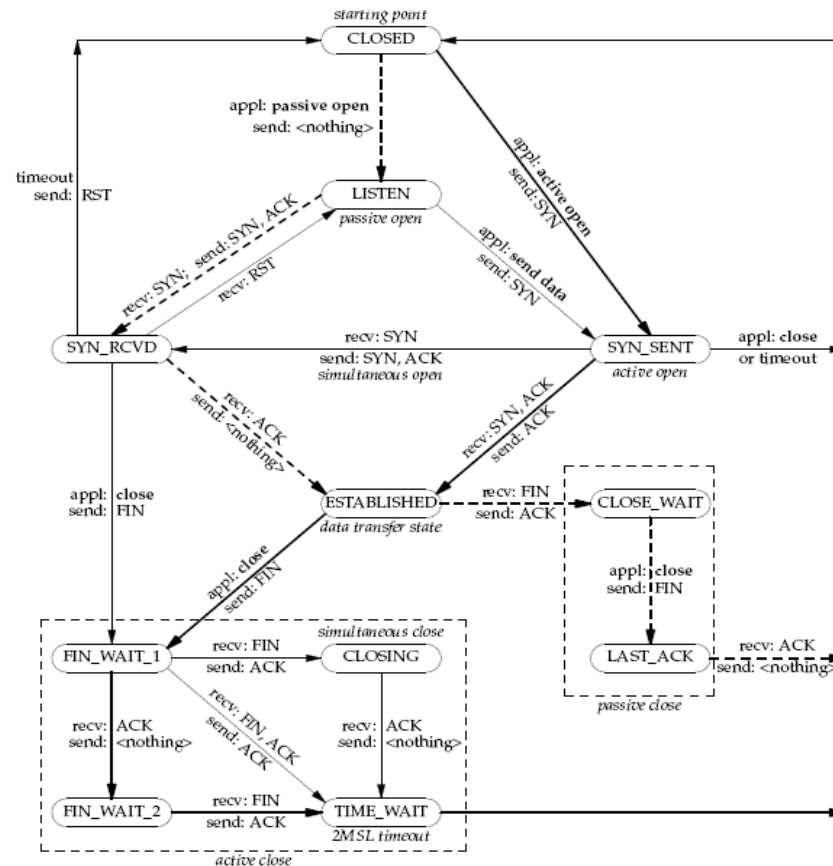 starting point
CLOSED
appl: passive open
send: <nothing>
appl: active open
send: SYN
timeout
send: RST
LISTEN
passive open
recv: SYN; send: SYN, ACK
recv: RST
appl: send data
send: SYN
SYN_RCVD
recv: SYN
send: SYN, ACK
simultaneous open
SYN_SENT
active open
appl: close
or timeout
recv: ACK
send: <nothing>
recv: SYN, ACK
send: ACK
appl: close
send: FIN
ESTABLISHED
data transfer state
recv: FIN
send: ACK
CLOSE_WAIT
appl: close
send: FIN
appl: close
send: FIN
simultaneous close
FIN_WAIT_1
recv: FIN
send: ACK
CLOSING
LAST_ACK
recv: ACK
send: <nothing>
passive close
recv: ACK
send: <nothing>
recv: FIN, ACK
send: ACK
recv: ACK
send: <nothing>
FIN_WAIT_2
recv: FIN
send: ACK
TIME_WAIT
2MSL timeout
active close